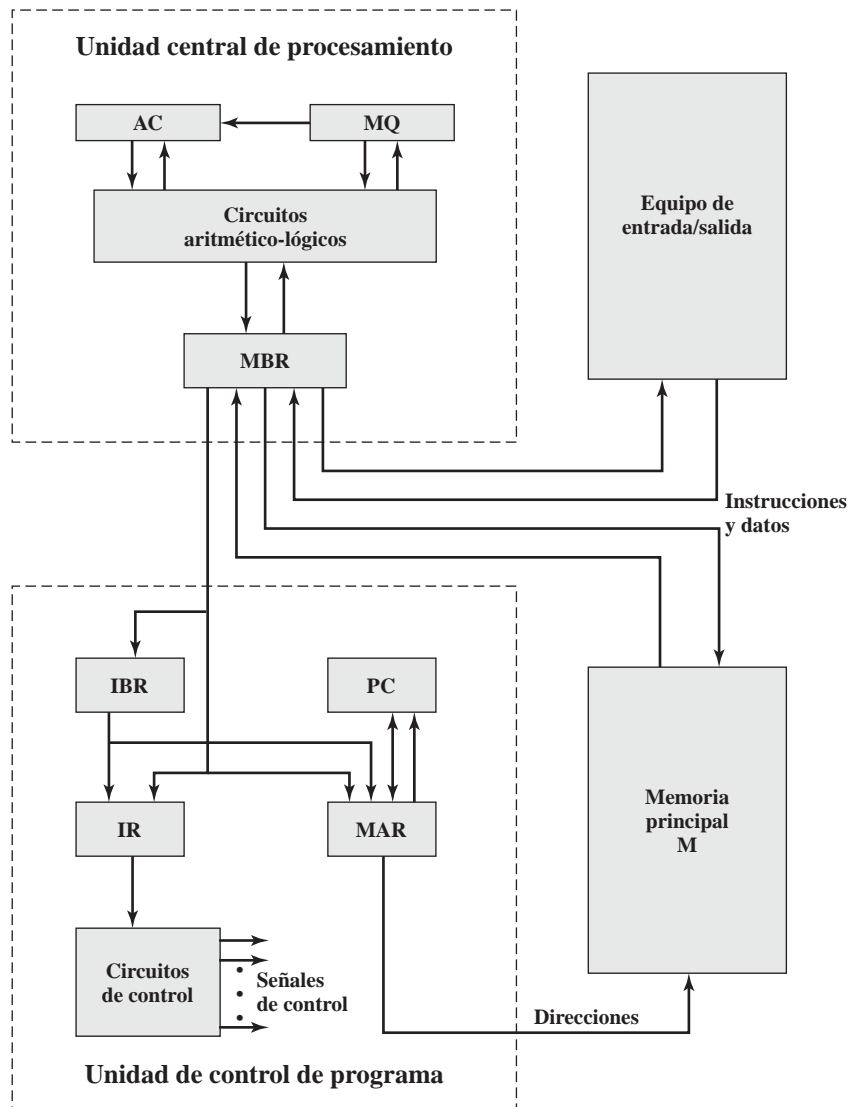 Unidad central de procesamiento
AC
MQ
Circuitos
aritmético-lógicos
MBR
Equipo de
entrada/salida
Instrucciones
y datos
IBR
PC
IR
MAR
Memoria
principal
M
Circuitos
de control
Señales
de control
Direcciones
Unidad de control de programa